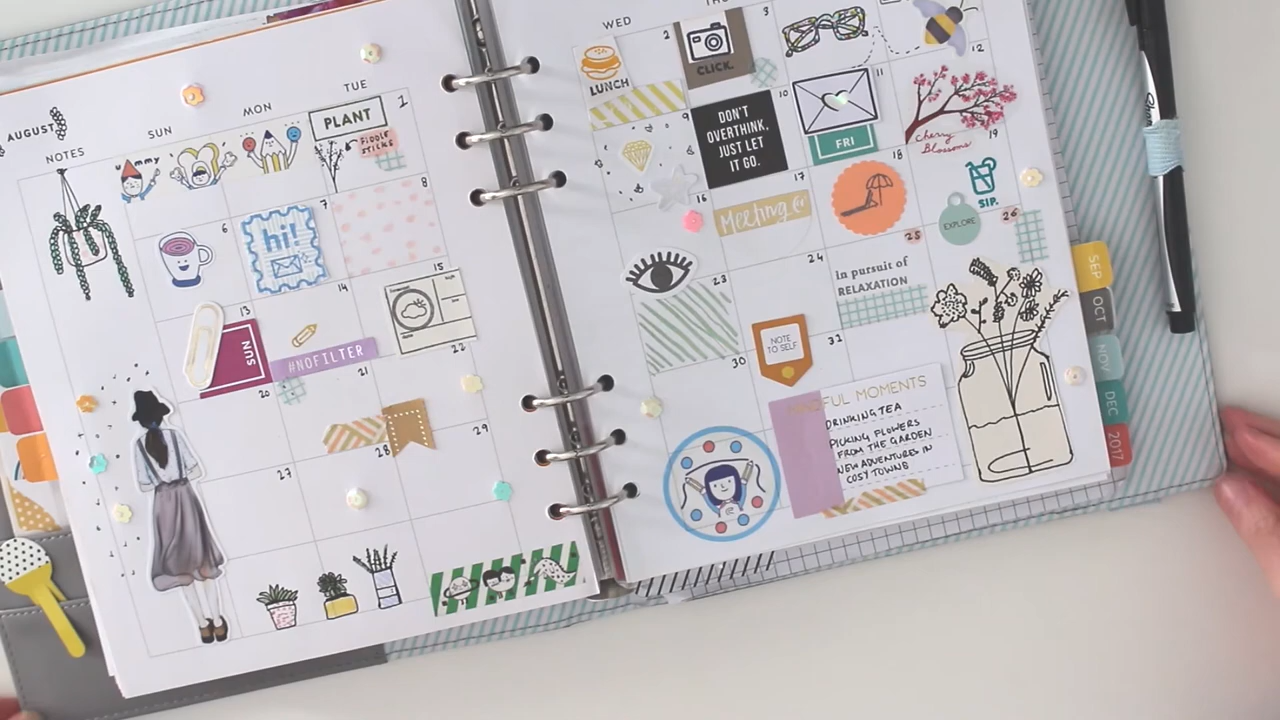 AUGUST
NOTES
SUN
MON
TUE
1
PLANT
FIDDLE
STICKS
7
8
6
hi!
13
14
15
SUN
#NOFILTER
20
21
22
27
28
29
WED
2
3
LUNCH
CLICK.
9
10
11
12
DON'T
OVERTHINK,
JUST LET
IT GO.
FRI
Cherry
Blossoms
16
17
18
19
Meeting
SIP.
EXPLORE
23
24
25
26
In pursuit of
RELAXATION
30
32
NOTE
TO SELF
MINDFUL MOMENTS
DRINKING TEA
PICKING FLOWERS
FROM THE GARDEN
NEW ADVENTURES IN
COSY TOWNS
SEP
OCT
NOV
DEC
2017